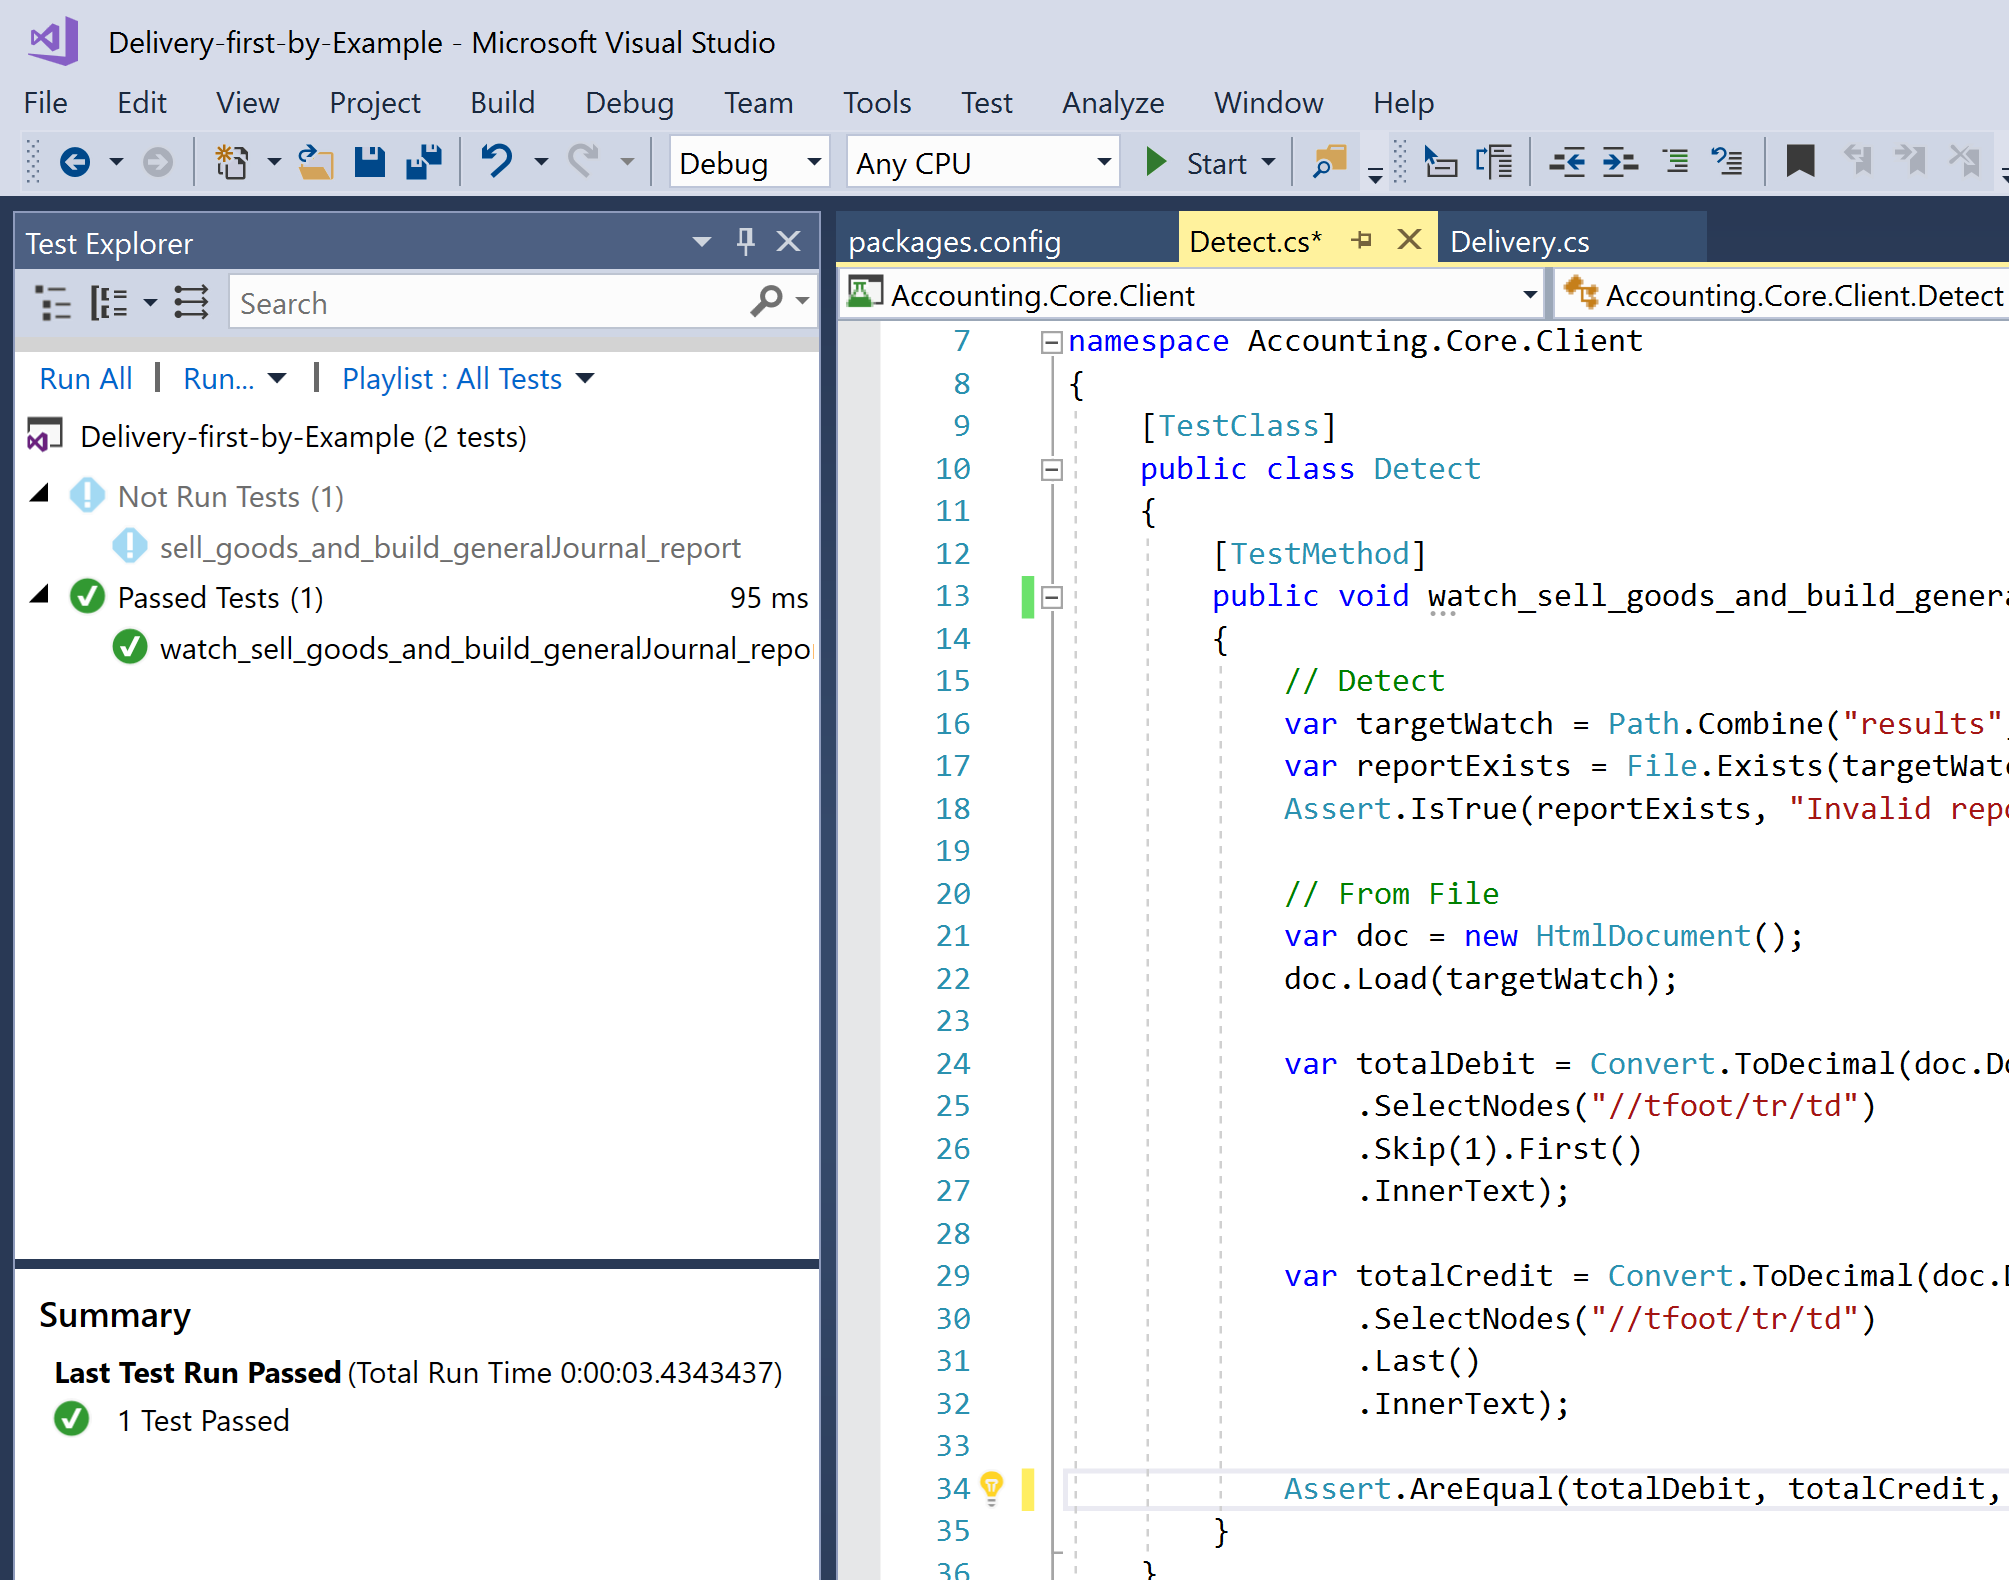 Delivery-first-by-Example - Microsoft Visual Studio
File Edit View Project Build Debug Team Tools Test Analyze Window Help
Debug Any CPU Start
Test Explorer
Search
Run All | Run... | Playlist : All Tests
Delivery-first-by-Example (2 tests)
Not Run Tests (1)
sell_goods_and_build_generalJournal_report
Passed Tests (1) 95 ms
watch_sell_goods_and_build_generalJournal_repo
Summary
Last Test Run Passed (Total Run Time 0:00:03.4343437)
1 Test Passed
packages.config Detect.cs* Delivery.cs
Accounting.Core.Client Accounting.Core.Client.Detect
7 namespace Accounting.Core.Client
8 {
9 [TestClass]
10 public class Detect
11 {
12 [TestMethod]
13 public void watch_sell_goods_and_build_genera
14 {
15 // Detect
16 var targetWatch = Path.Combine("results"
17 var reportExists = File.Exists(targetWatc
18 Assert.IsTrue(reportExists, "Invalid repo
19
20 // From File
21 var doc = new HtmlDocument();
22 doc.Load(targetWatch);
23
24 var totalDebit = Convert.ToDecimal(doc.Do
25 .SelectNodes("//tfoot/tr/td")
26 .Skip(1).First()
27 .InnerText);
28
29 var totalCredit = Convert.ToDecimal(doc.D
30 .SelectNodes("//tfoot/tr/td")
31 .Last()
32 .InnerText);
33
34 Assert.AreEqual(totalDebit, totalCredit,
35 }
36 }